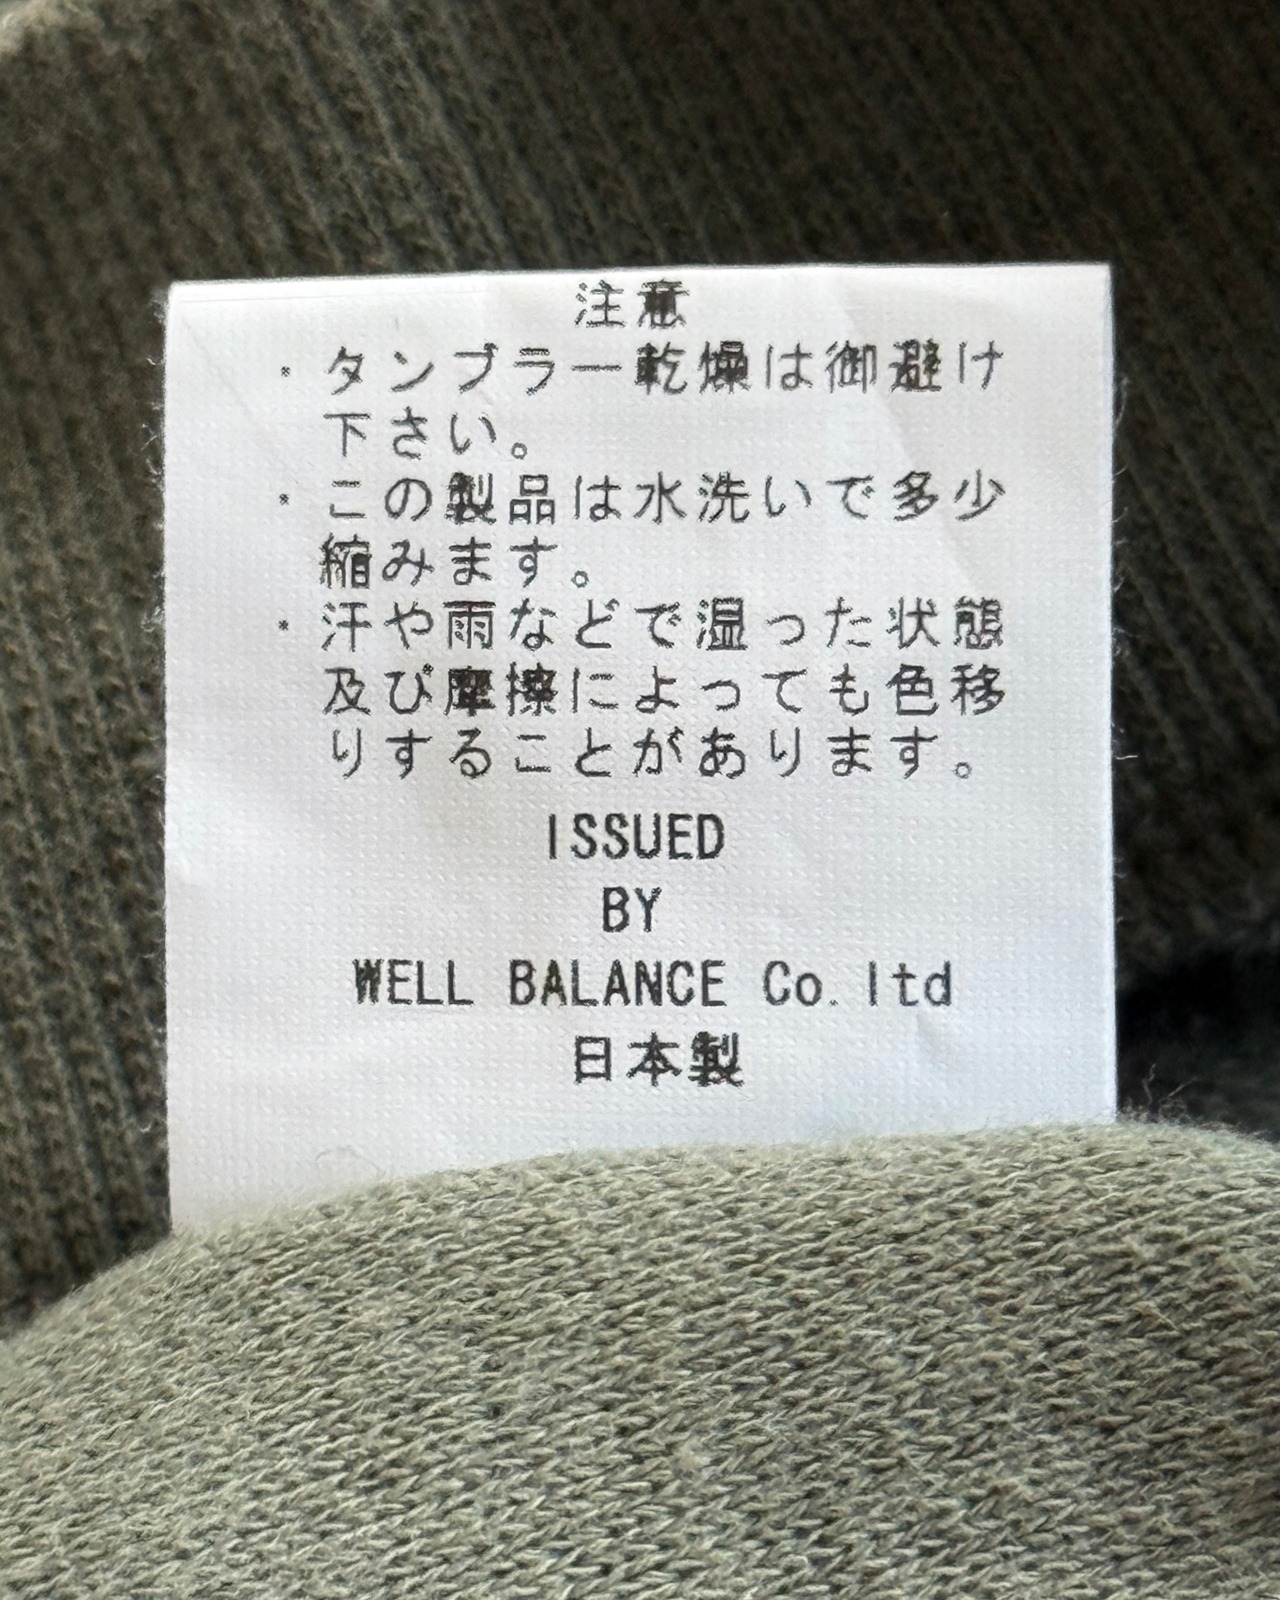 注意
・タンブラー乾燥は御避け
下さい。
・この製品は水洗いで多少
縮みます。
・汗や雨などで湿った状態
及び摩擦によっても色移
りすることがあります。
ISSUED
BY
WELL BALANCE Co. ltd
日本製